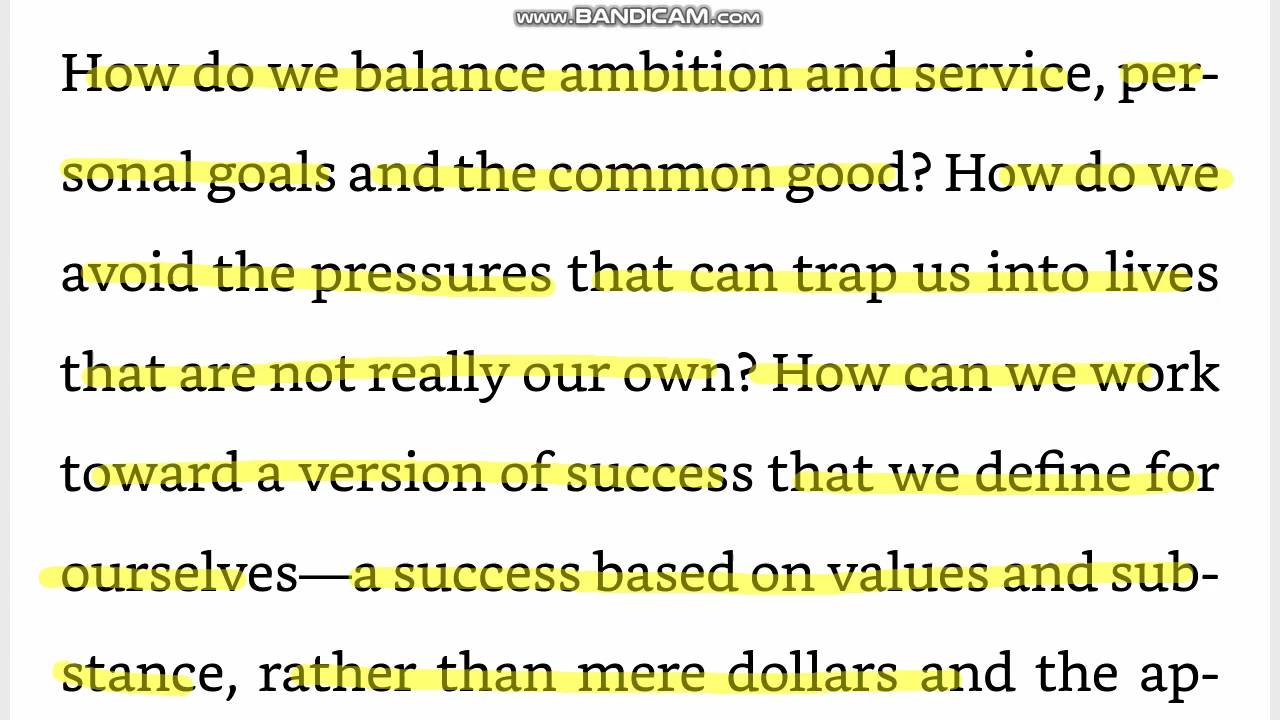 www.BANDICAM.com
How do we balance ambition and service, per-
sonal goals and the common good? How do we
avoid the pressures that can trap us into lives
that are not really our own? How can we work
toward a version of success that we define for
ourselves—a success based on values and sub-
stance, rather than mere dollars and the ap-